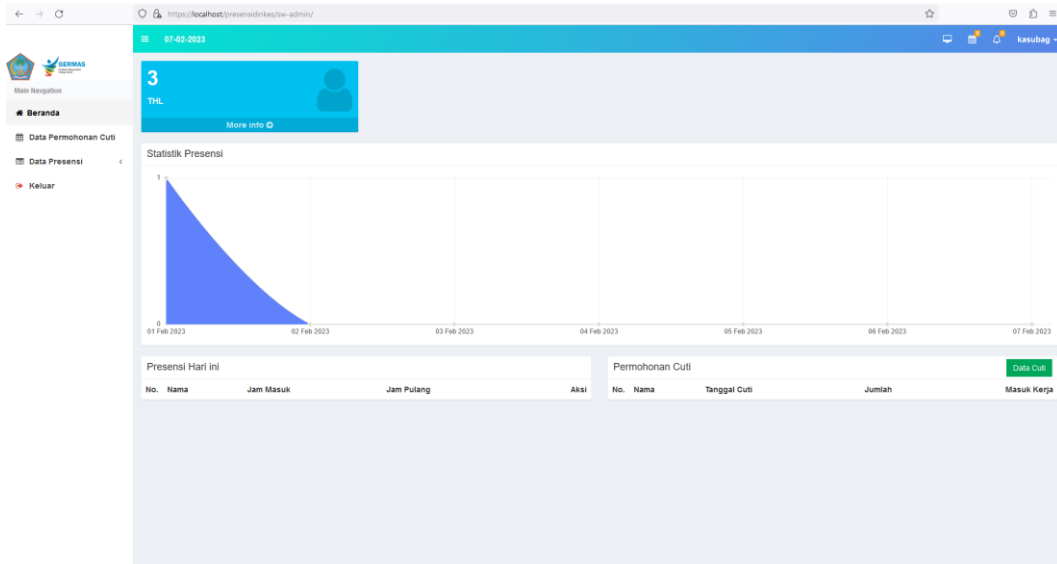 https://localhost/presensidinkes/sw-admin/
07-02-2023
kasubag
GERMAS
Main Navgation
Beranda
Data Permohonan Cuti
Data Presensi
Keluar
3
THL
More info
Statistik Presensi
1
0
01 Feb 2023 02 Feb 2023 03 Feb 2023 04 Feb 2023 05 Feb 2023 06 Feb 2023 07 Feb 2023
Presensi Hari ini
No. Nama Jam Masuk Jam Pulang Aksi
Permohonan Cuti
Data Cuti
No. Nama Tanggal Cuti Jumlah Masuk Kerja